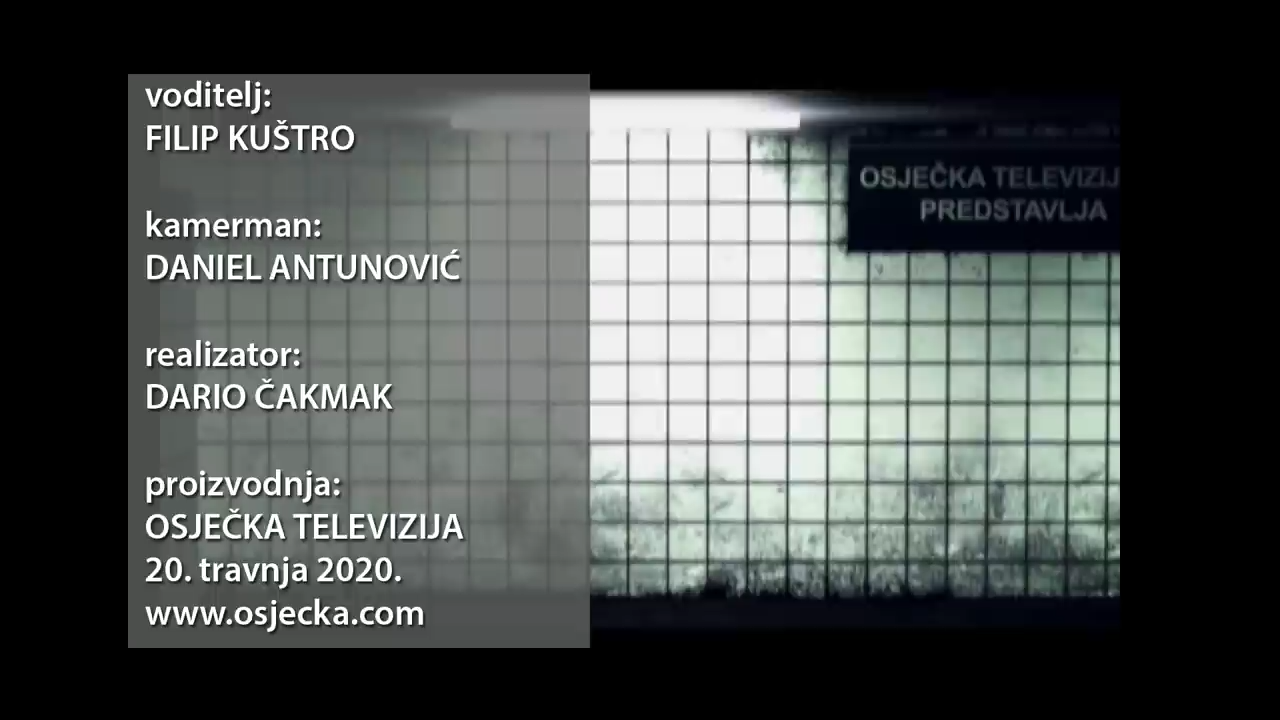 voditelj:
FILIP KUŠTRO
kamerman:
DANIEL ANTUNOVIĆ
realizator:
DARIO ČAKMAK
proizvodnja:
OSJEČKA TELEVIZIJA
20. travnja 2020.
www.osjecka.com
OSJEČKA TELEVIZIJ
PREDSTAVLJA